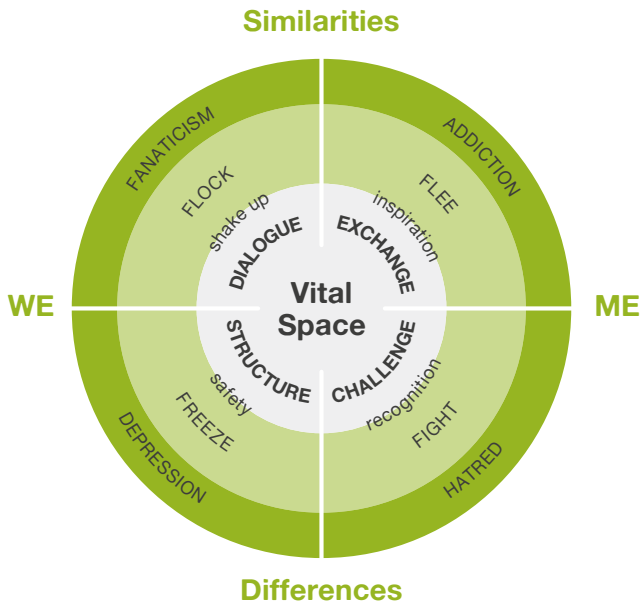 Similarities
FANATICISM
ADDICTION
FLOCK
FLEE
shake up
inspiration
DIALOGUE
EXCHANGE
WE
Vital
Space
ME
STRUCTURE
CHALLENGE
safety
recognition
FREEZE
FIGHT
DEPRESSION
HATRED
Differences